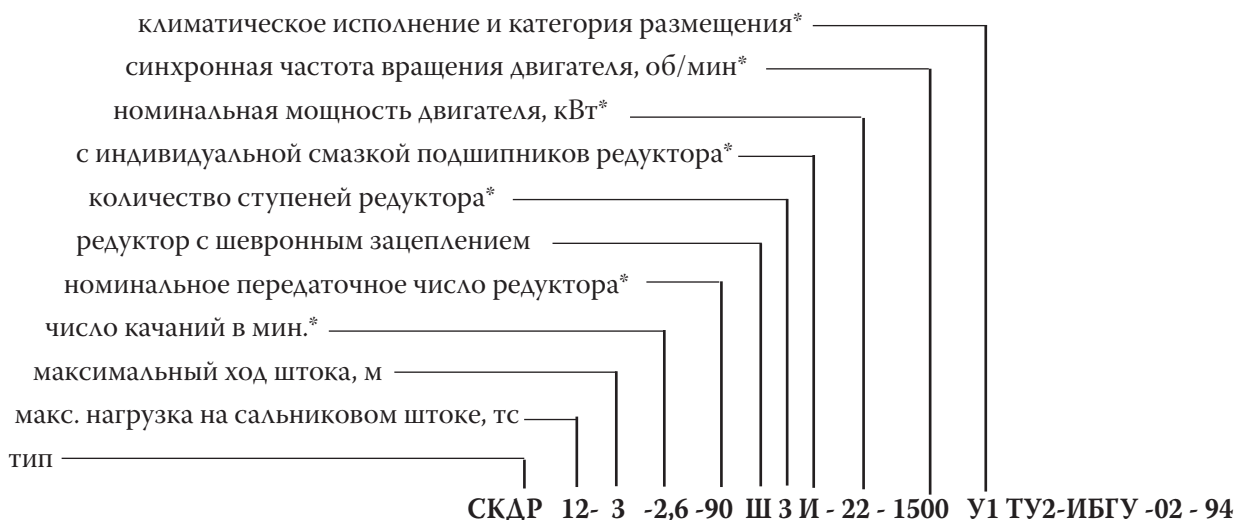 климатическое исполнение и категория размещения*
синхронная частота вращения двигателя, об/мин*
номинальная мощность двигателя, кВт*
с индивидуальной смазкой подшипников редуктора*
количество ступеней редуктора*
редуктор с шевронным зацеплением
номинальное передаточное число редуктора*
число качаний в мин.*
максимальный ход штока, м
макс. нагрузка на сальниковом штоке, тс
тип
СКДР 12- 3 -2,6 -90 Ш 3 И - 22 - 1500 У1 ТУ2-ИБГУ -02 - 94